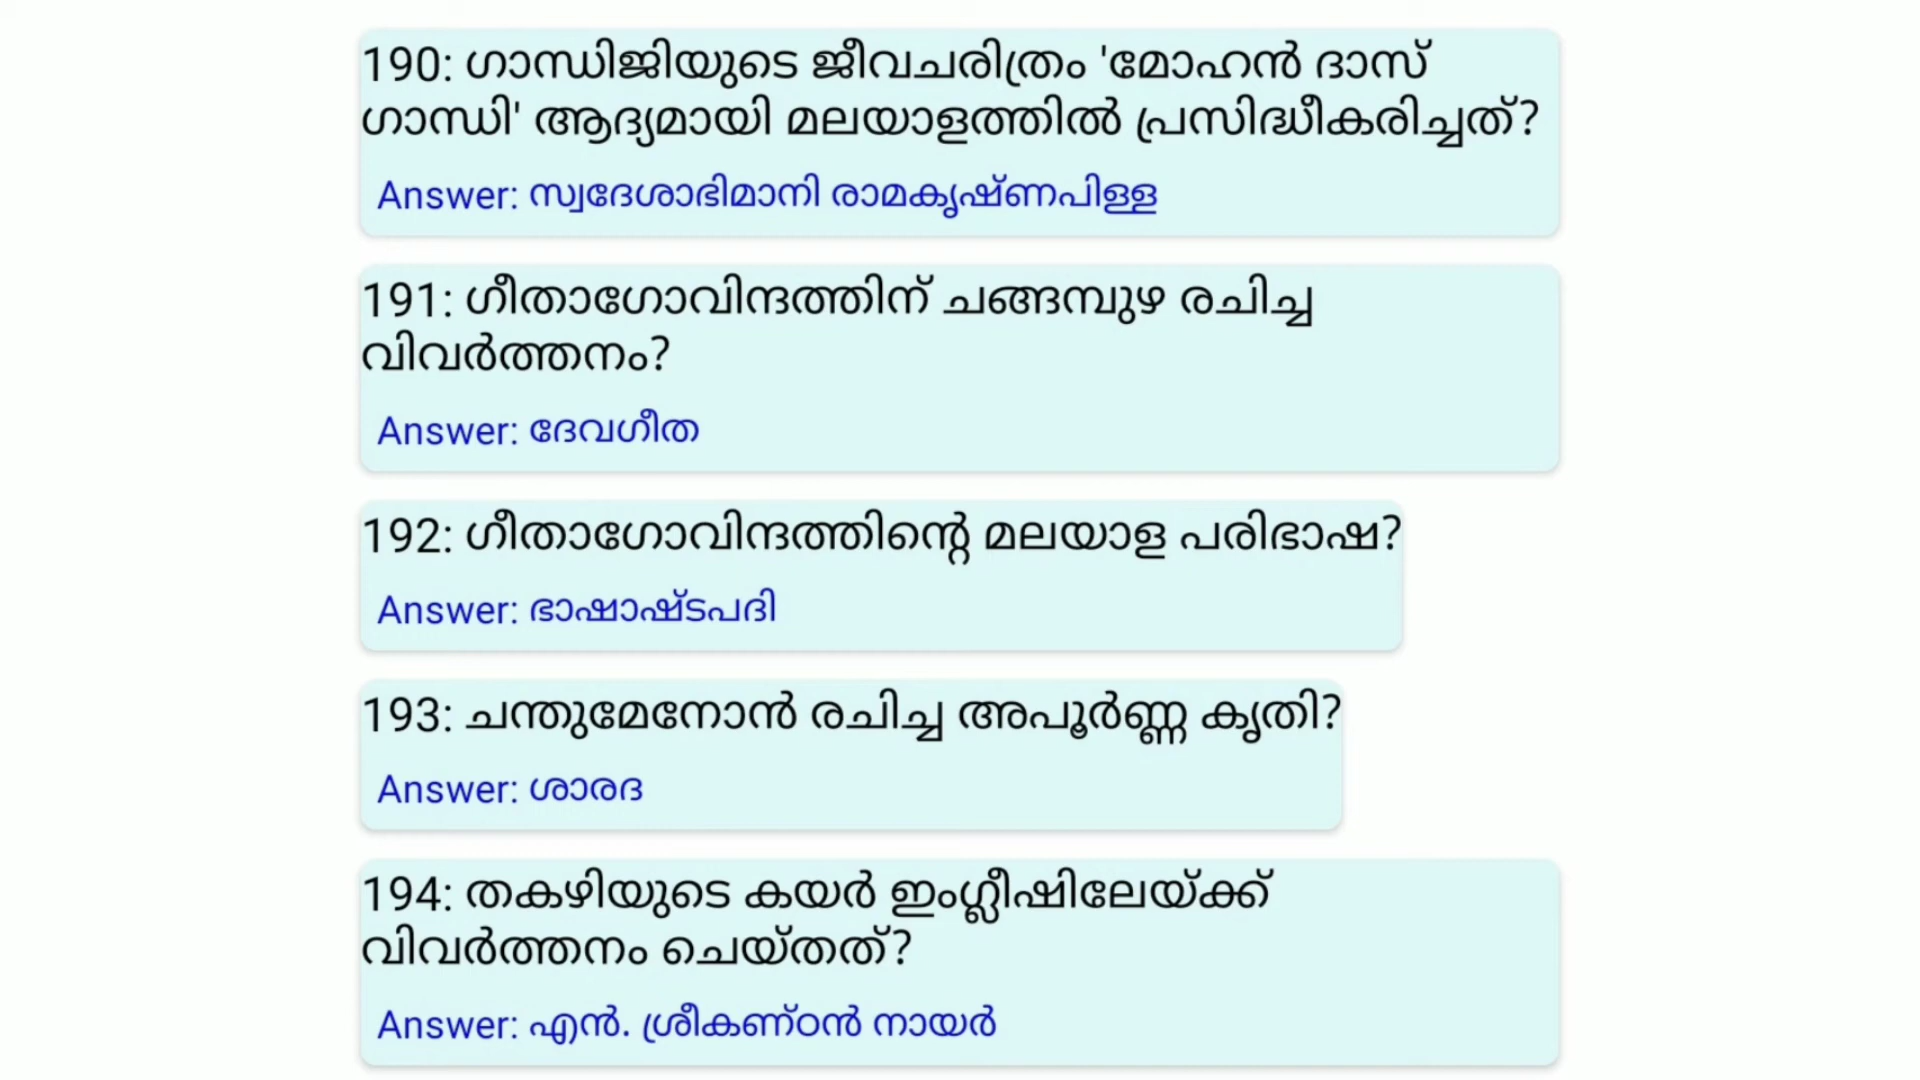 190: ഗാന്ധിജിയുടെ ജീവചരിത്രം 'മോഹൻ ദാസ്
ഗാന്ധി' ആദ്യമായി മലയാളത്തിൽ പ്രസിദ്ധീകരിച്ചത്?
Answer: സ്വദേശാഭിമാനി രാമകൃഷ്ണപിള്ള
191: ഗീതാഗോവിന്ദത്തിന് ചങ്ങമ്പുഴ രചിച്ച
വിവർത്തനം?
Answer: ദേവഗീത
192: ഗീതാഗോവിന്ദത്തിന്റെ മലയാള പരിഭാഷ?
Answer: ഭാഷാഷ്ടപദി
193: ചന്തുമേനോൻ രചിച്ച അപൂർണ്ണ കൃതി?
Answer: ശാരദ
194: തകഴിയുടെ കയർ ഇംഗ്ലീഷിലേയ്ക്ക്
വിവർത്തനം ചെയ്തത്?
Answer: എൻ. ശ്രീകണ്ഠൻ നായർ